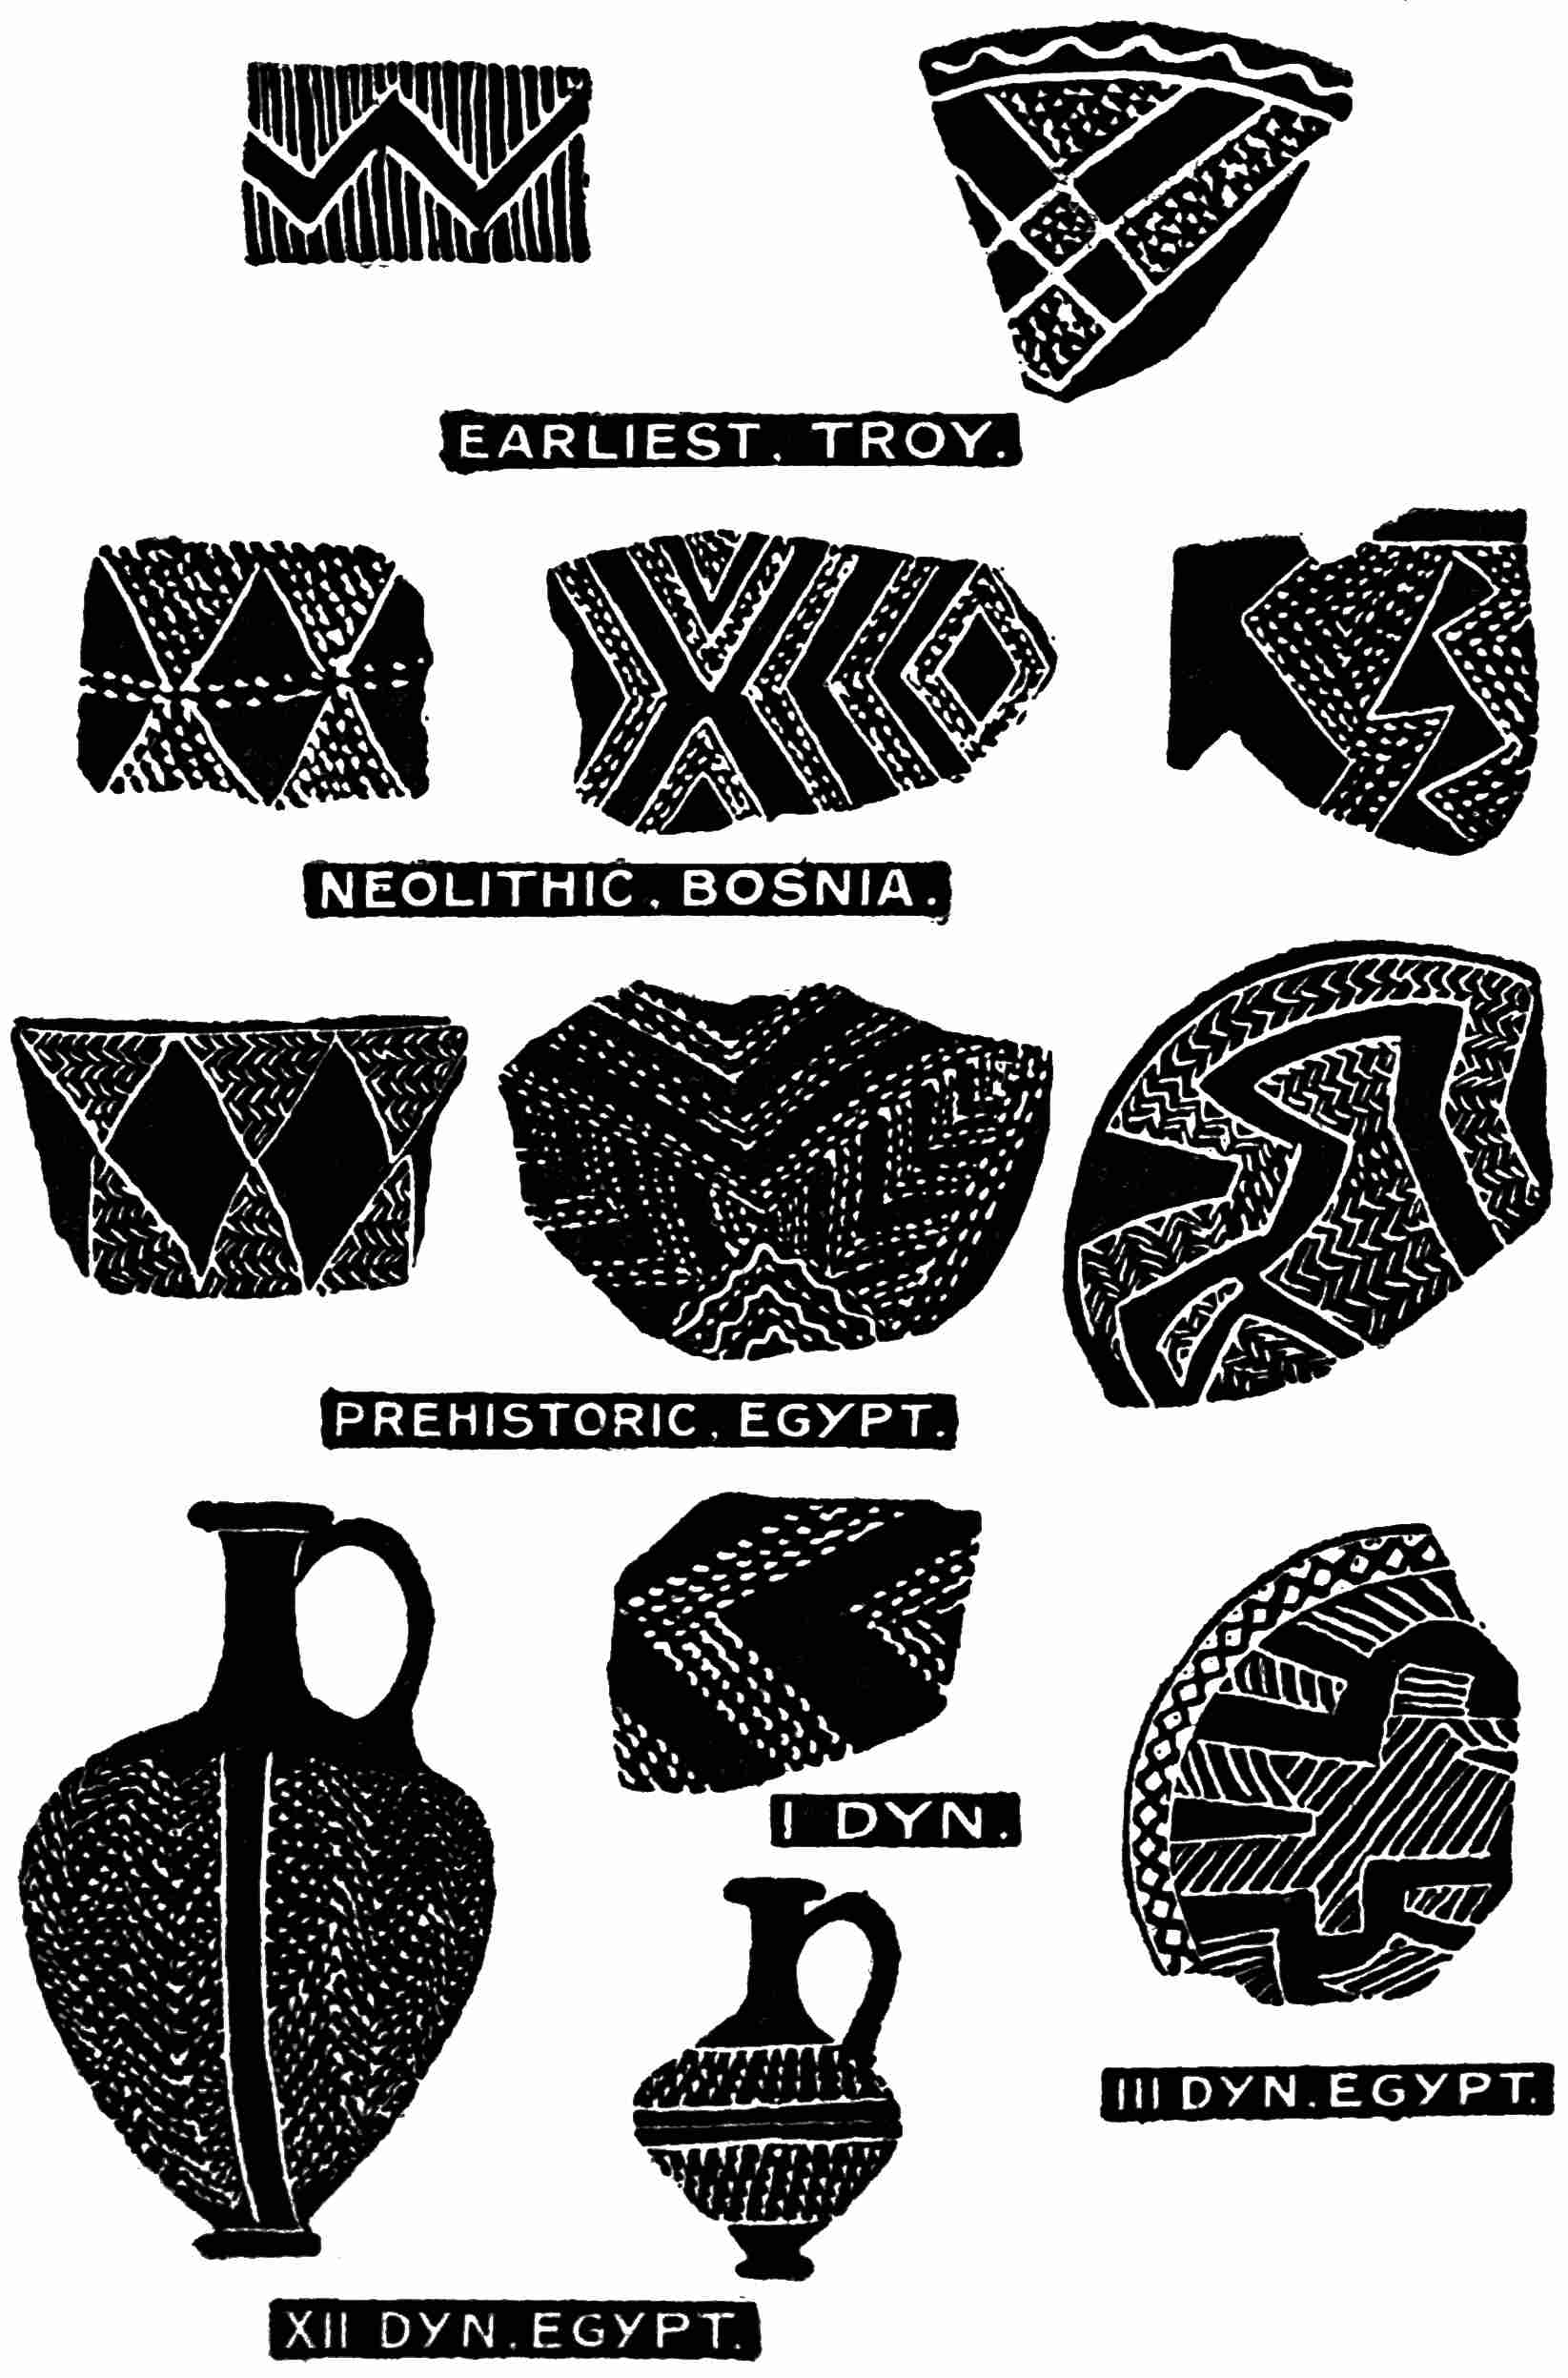 EARLIEST. TROY.
NEOLITHIC. BOSNIA.
PREHISTORIC. EGYPT.
I DYN.
III DYN. EGYPT.
XII DYN. EGYPT.